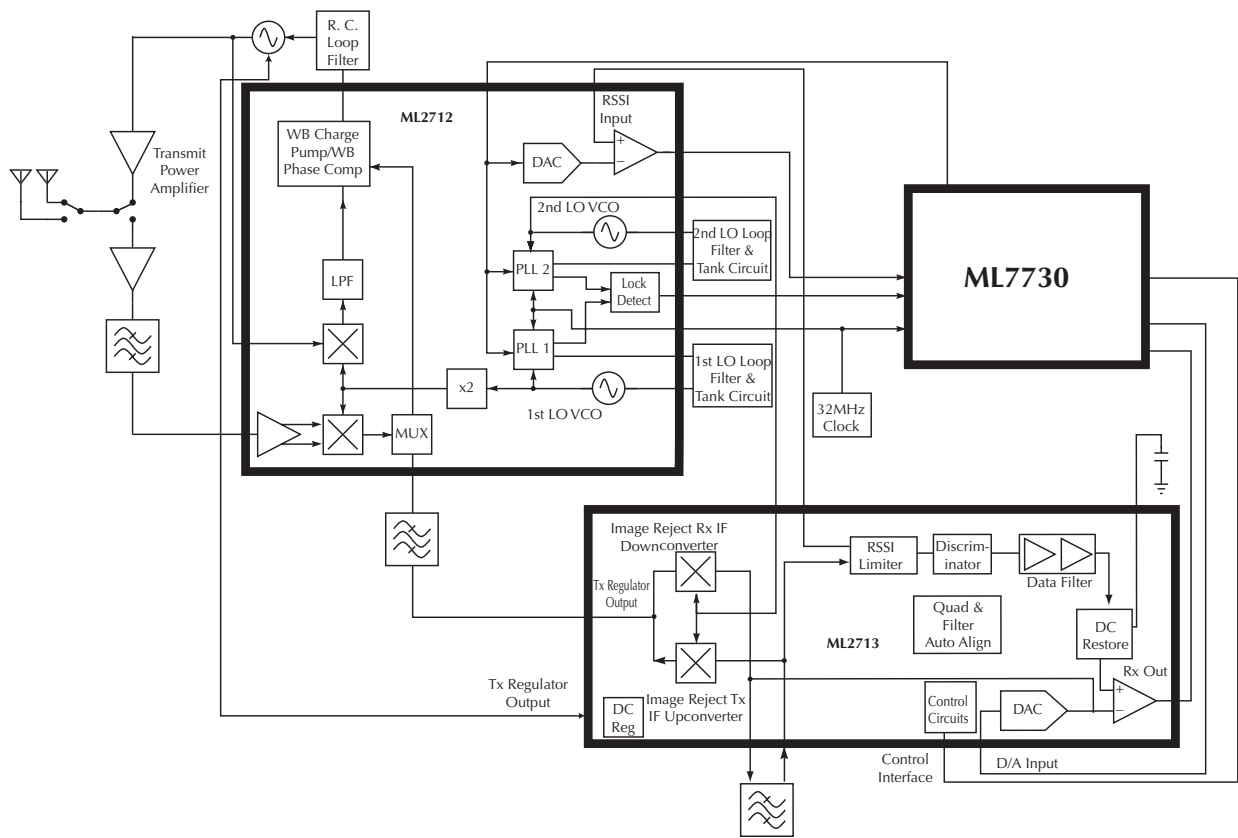 R. C.
Loop
Filter
ML2712
RSSI
Input
WB Charge
Pump/WB
Phase Comp
DAC
+
−
Transmit
Power
Amplifier
2nd LO VCO
2nd LO Loop
Filter &
Tank Circuit
PLL 2
LPF
Lock
Detect
ML7730
PLL 1
1st LO Loop
Filter &
Tank Circuit
x2
1st LO VCO
32MHz
Clock
MUX
Image Reject Rx IF
Downconverter
RSSI
Limiter
Discrim-
inator
Data Filter
Tx Regulator
Output
Quad &
Filter
Auto Align
DC
Restore
ML2713
Rx Out
Tx Regulator
Output
Image Reject Tx
IF Upconverter
DC
Reg
Control
Circuits
DAC
+
−
Control
Interface
D/A Input